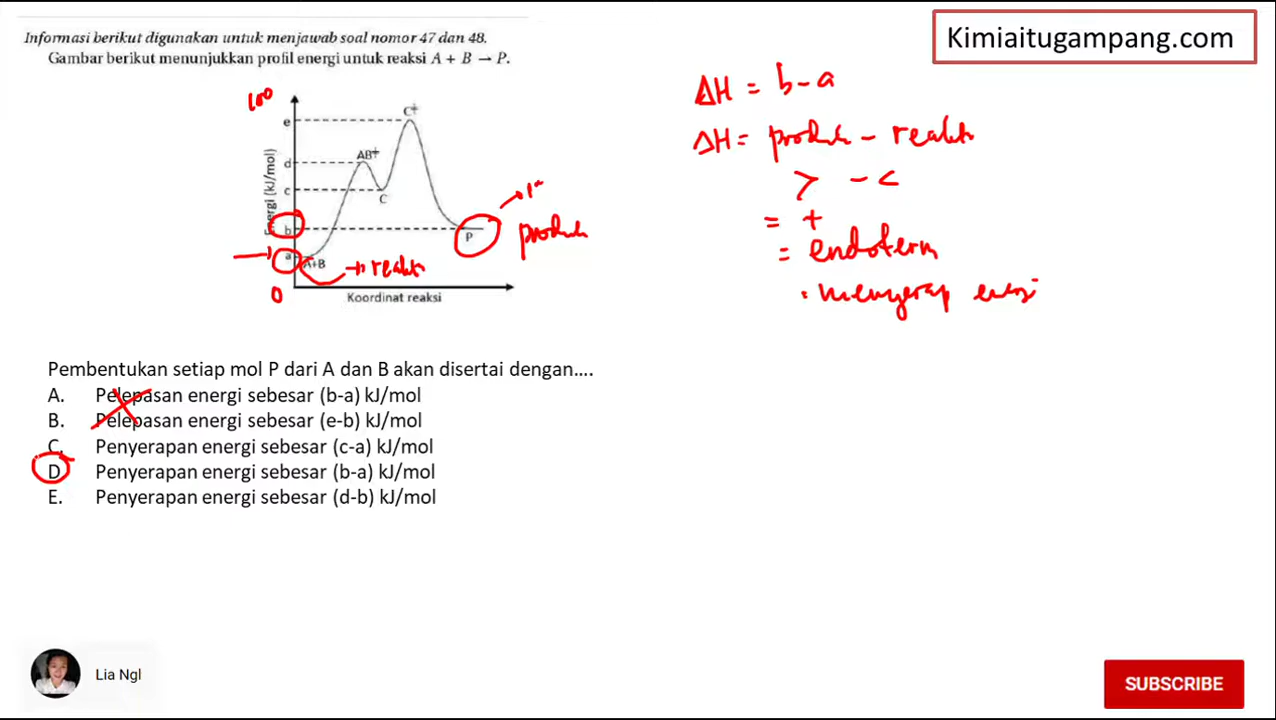 Informasi berikut digunakan untuk menjawab soal nomor 47 dan 48.
Gambar berikut menunjukkan profil energi untuk reaksi A + B → P.
Kimiaitugampang.com
100
Energi (kJ/mol)
e
d
c
b
a
0
C‡
AB‡
C
P
A+B
Koordinat reaksi
produk
→ reaktan
ΔH = b - a
ΔH = produk - reaktan
> - <
= +
= endoterm
menyerap energi
Pembentukan setiap mol P dari A dan B akan disertai dengan....
A. Pelepasan energi sebesar (b-a) kJ/mol
B. Pelepasan energi sebesar (e-b) kJ/mol
C. Penyerapan energi sebesar (c-a) kJ/mol
D. Penyerapan energi sebesar (b-a) kJ/mol
E. Penyerapan energi sebesar (d-b) kJ/mol
Lia Ngl
SUBSCRIBE